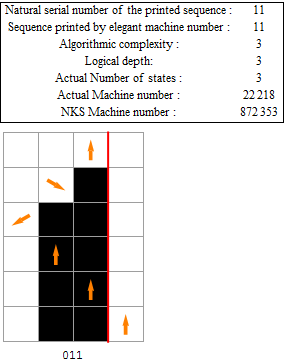 Natural serial number of the printed sequence : 11
Sequence printed by elegant machine number : 11
Algorithmic complexity : 3
Logical depth: 3
Actual Number of states : 3
Actual Machine number : 22 218
NKS Machine number : 872 353
011